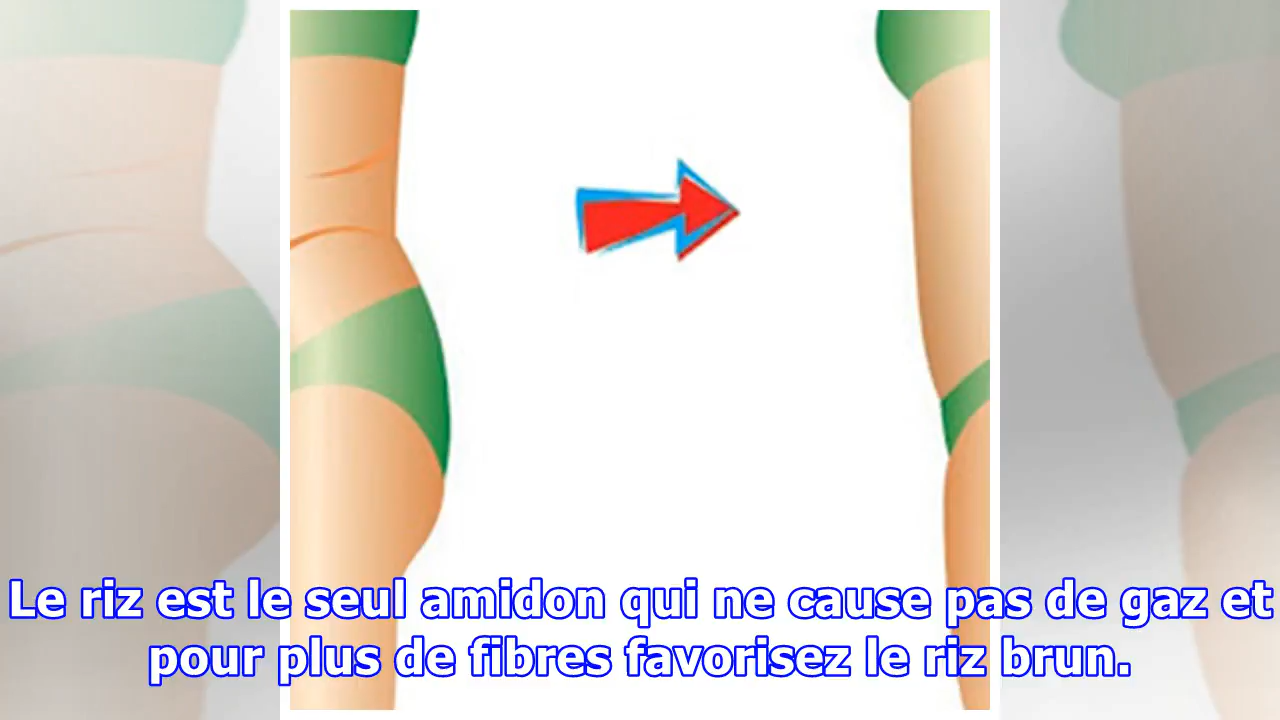 Le riz est le seul amidon qui ne cause pas de gaz et
pour plus de fibres favorisez le riz brun.